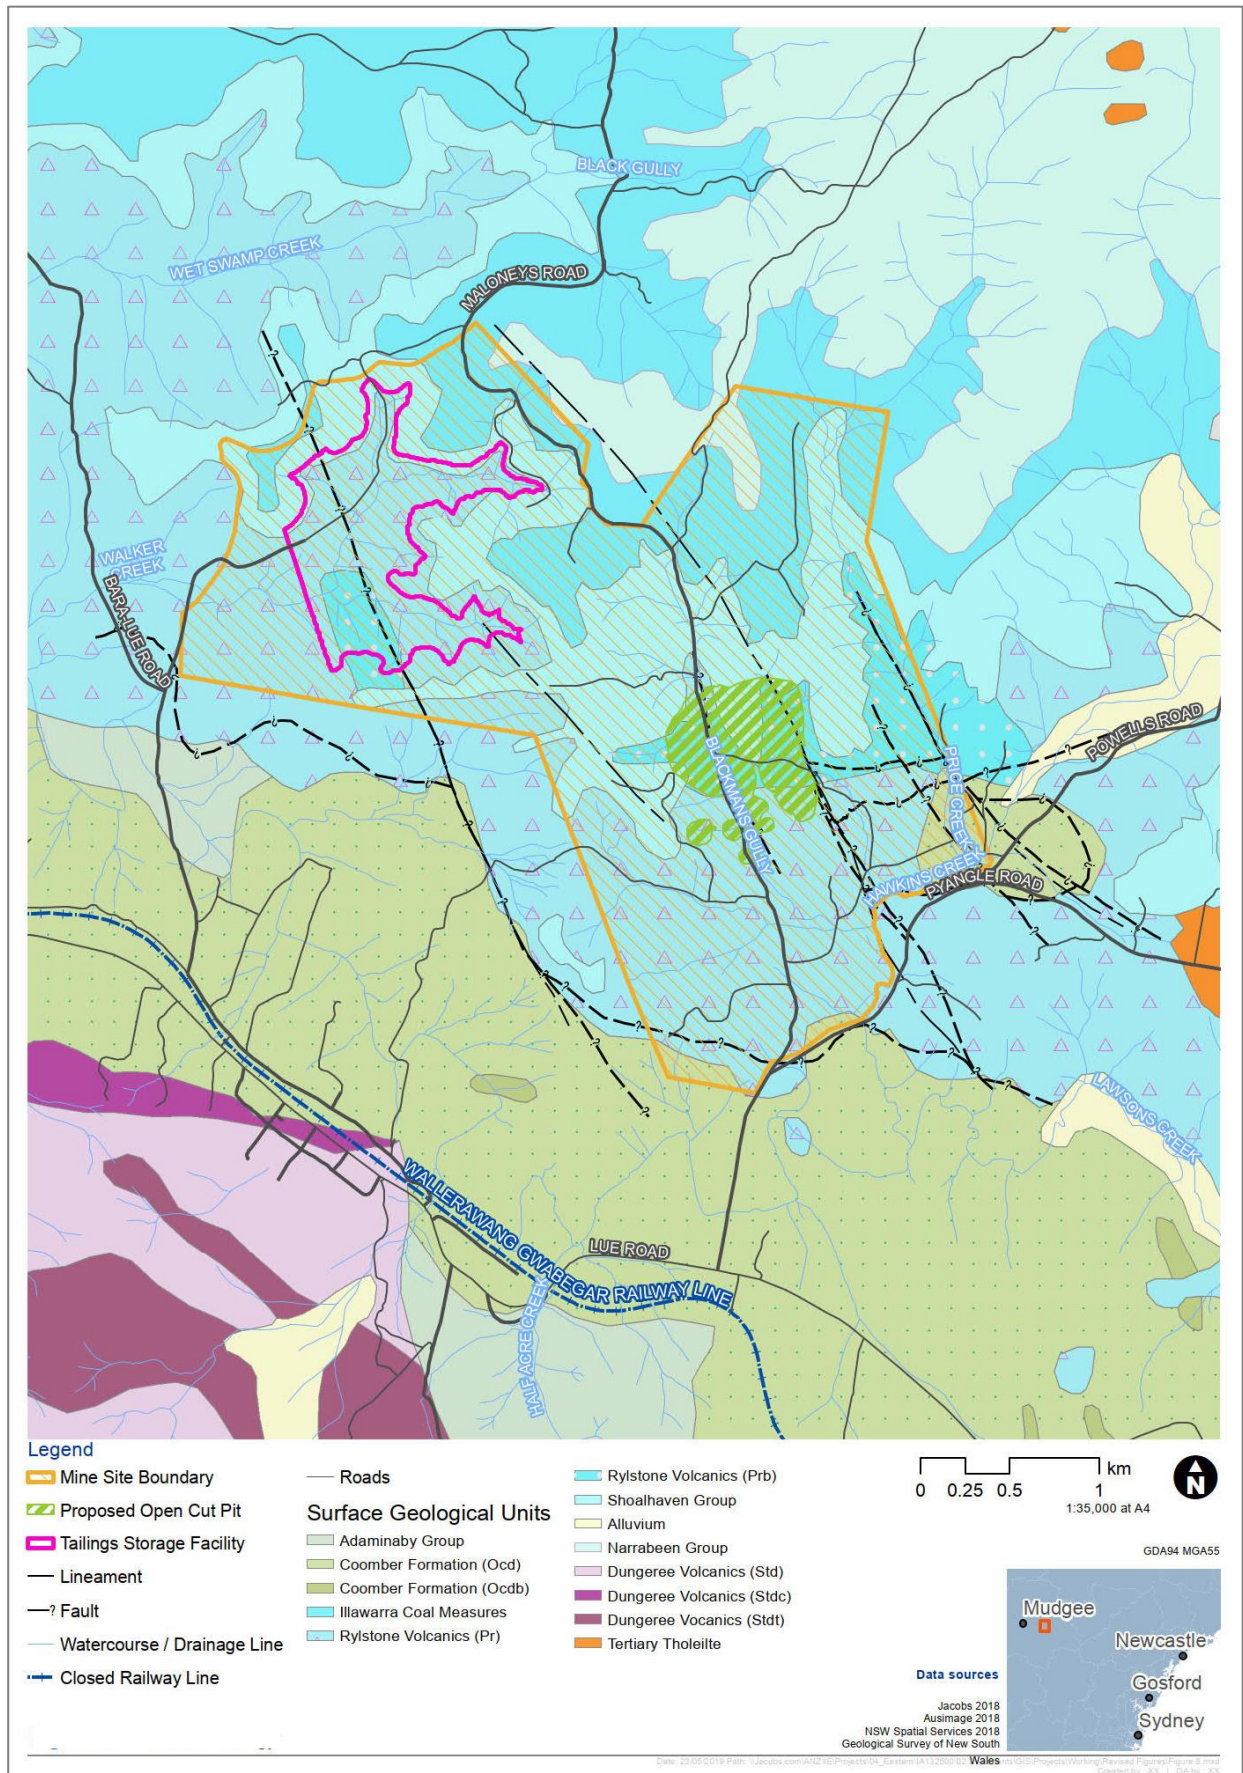 BLACK GULLY
WET SWAMP CREEK
MALONEYS ROAD
WALKER
CREEK
BARA-LUE ROAD
POWELLS ROAD
BLACKMANS GULLY
PRICE CREEK
HAWKINS CREEK
PYANGLE ROAD
LAWSONS CREEK
WALLERAWANG GWABEGAR RAILWAY LINE
LUE ROAD
HALF ACRE CREEK
Legend
Mine Site Boundary
Proposed Open Cut Pit
Tailings Storage Facility
Lineament
Fault
Watercourse / Drainage Line
Closed Railway Line
Roads
Surface Geological Units
Adaminaby Group
Coomber Formation (Ocd)
Coomber Formation (Ocdb)
Illawarra Coal Measures
Rylstone Volcanics (Pr)
Rylstone Volcanics (Prb)
Shoalhaven Group
Alluvium
Narrabeen Group
Dungeree Volcanics (Std)
Dungeree Volcanics (Stdc)
Dungeree Vocanics (Stdt)
Tertiary Tholeilte
km
0 0.25 0.5 1
1:35,000 at A4
N
GDA94 MGA55
Mudgee
Newcastle
Gosford
Sydney
Data sources
Jacobs 2018
Ausimage 2018
NSW Spatial Services 2018
Geological Survey of New South
Wales